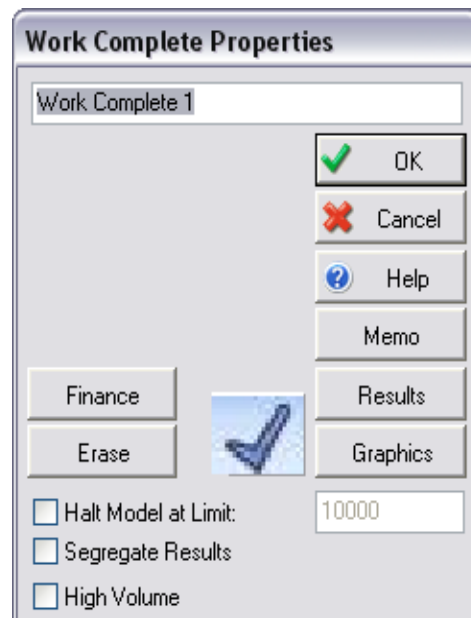 Work Complete Properties
Work Complete 1
OK
Cancel
Help
Memo
Finance
Results
Erase
Graphics
Halt Model at Limit:
10000
Segregate Results
High Volume